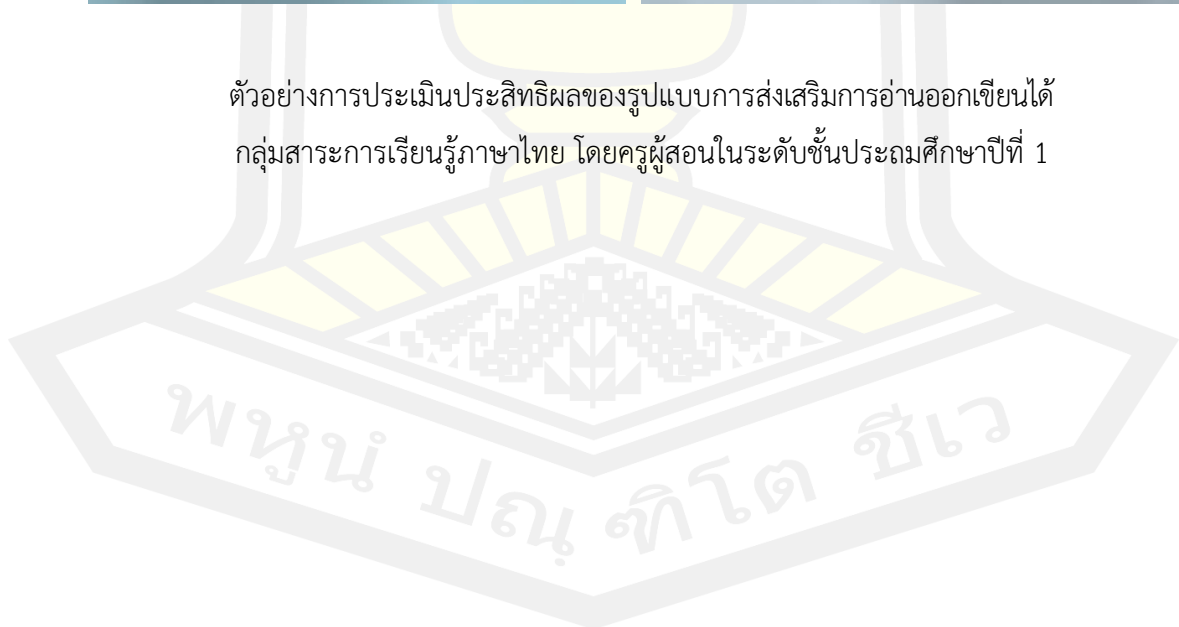 ตัวอย่างการประเมินประสิทธิผลของรูปแบบการส่งเสริมการอ่านออกเขียนได้
กลุ่มสาระการเรียนรู้ภาษาไทย โดยครูผู้สอนในระดับชั้นประถมศึกษาปีที่ 1
พหูนํ ปณฺฑิโต ชีเว